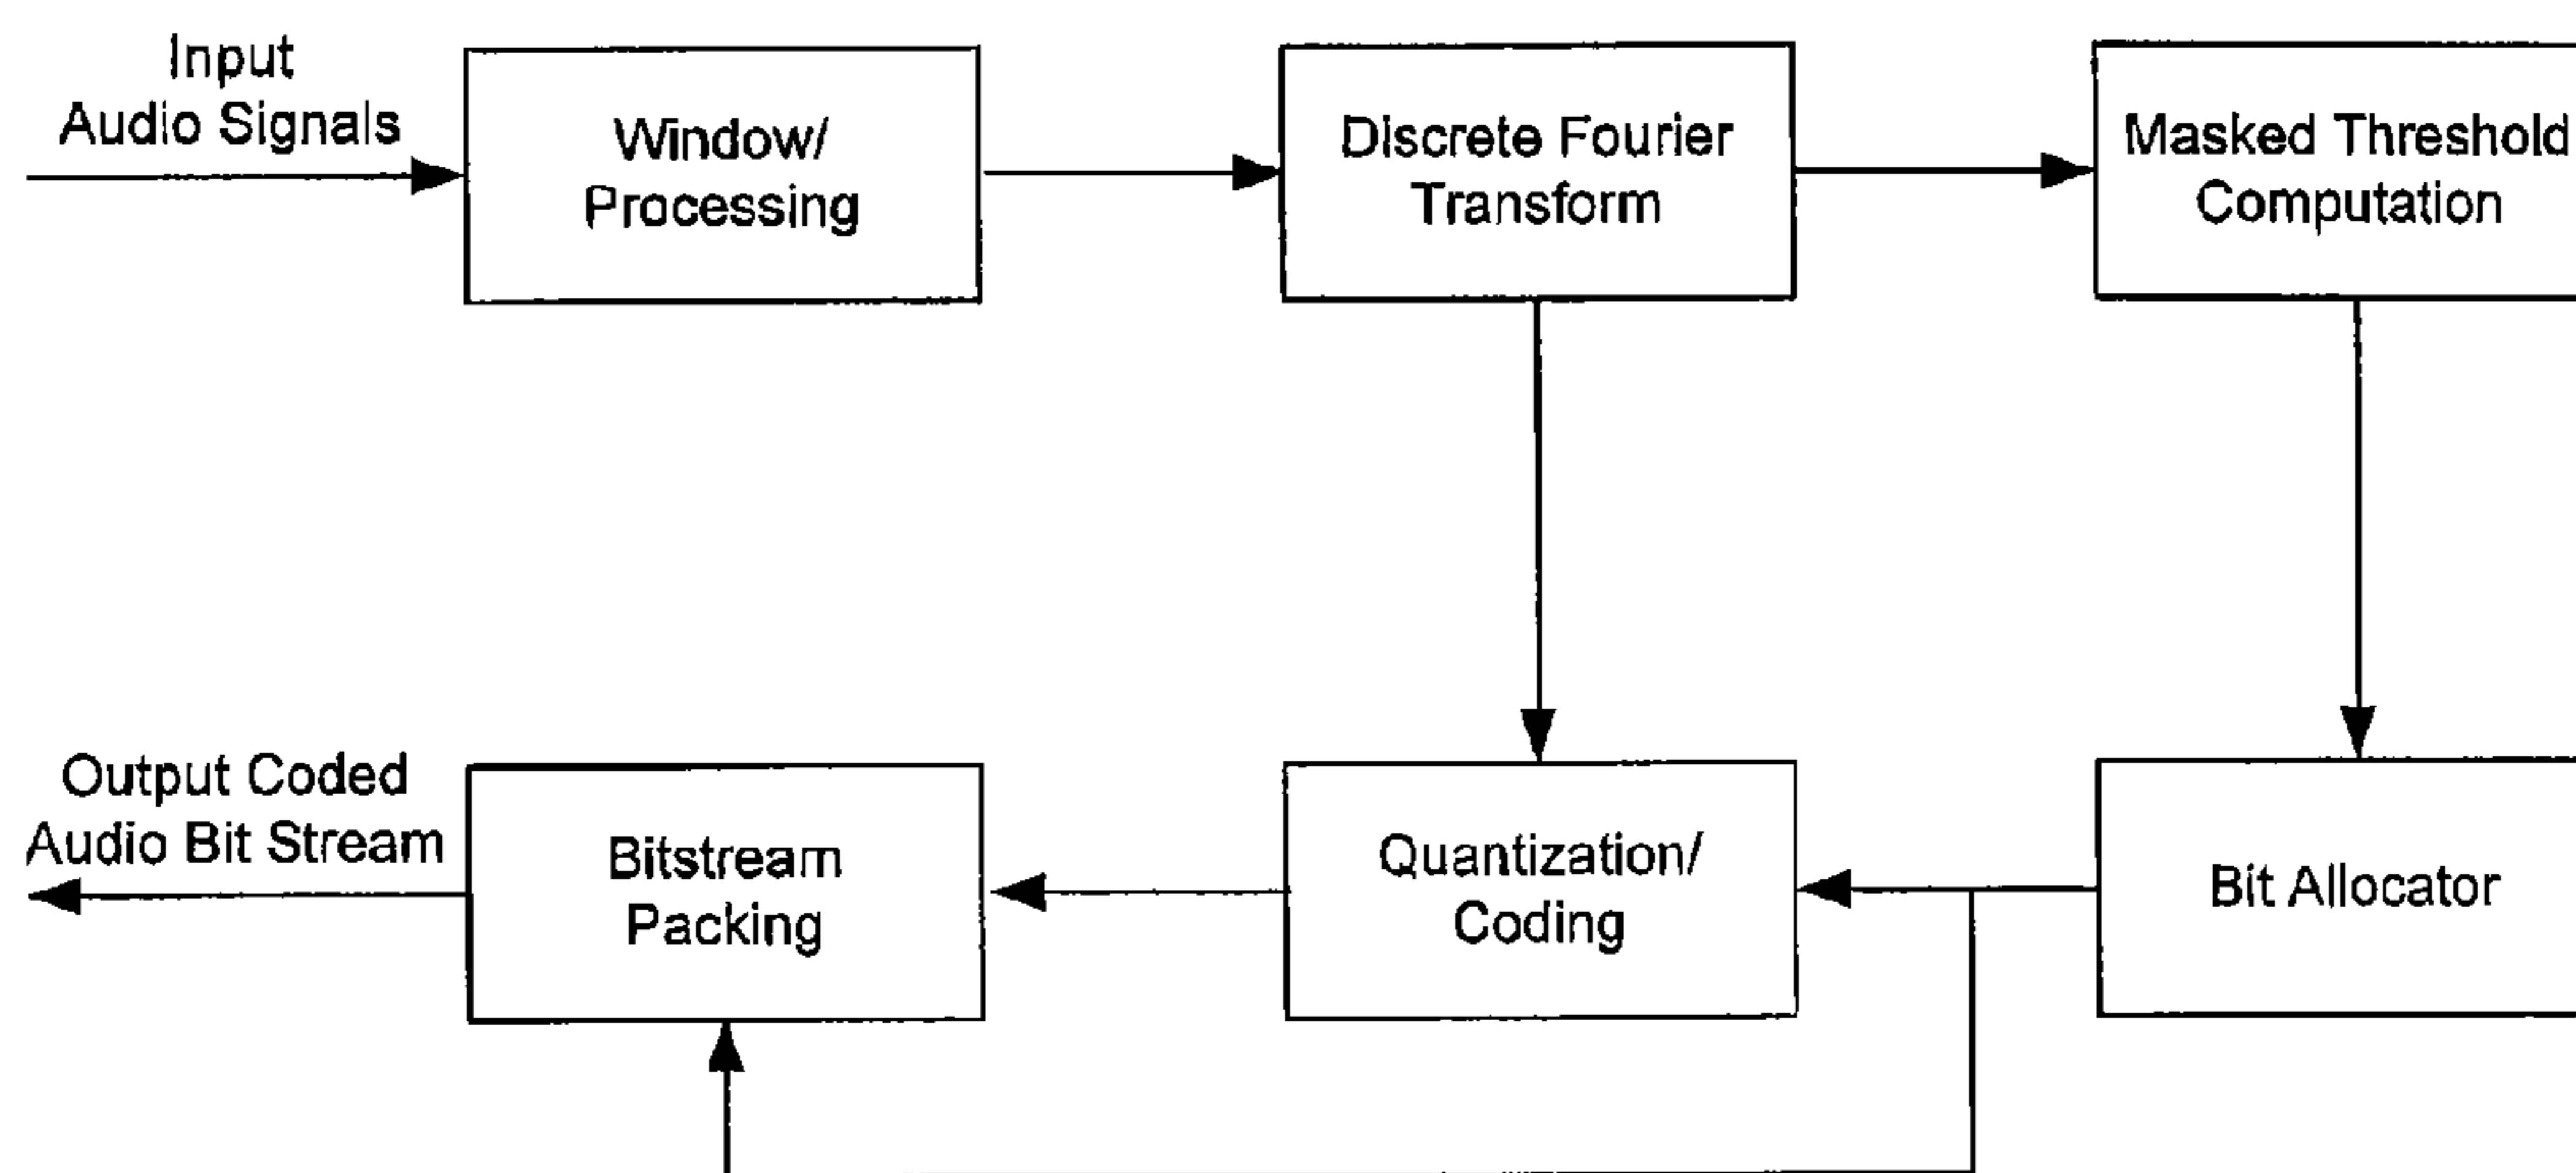 Input
Audio Signals
Window/
Processing
Discrete Fourier
Transform
Masked Threshold
Computation
Output Coded
Audio Bit Stream
Bitstream
Packing
Quantization/
Coding
Bit Allocator